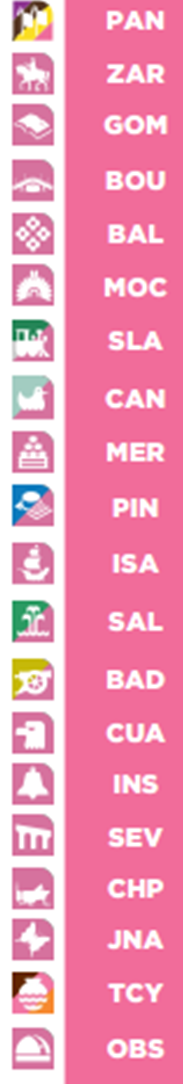 PAN
ZAR
GOM
BOU
BAL
MOC
SLA
CAN
MER
PIN
ISA
SAL
BAD
CUA
INS
SEV
CHP
JNA
TCY
OBS